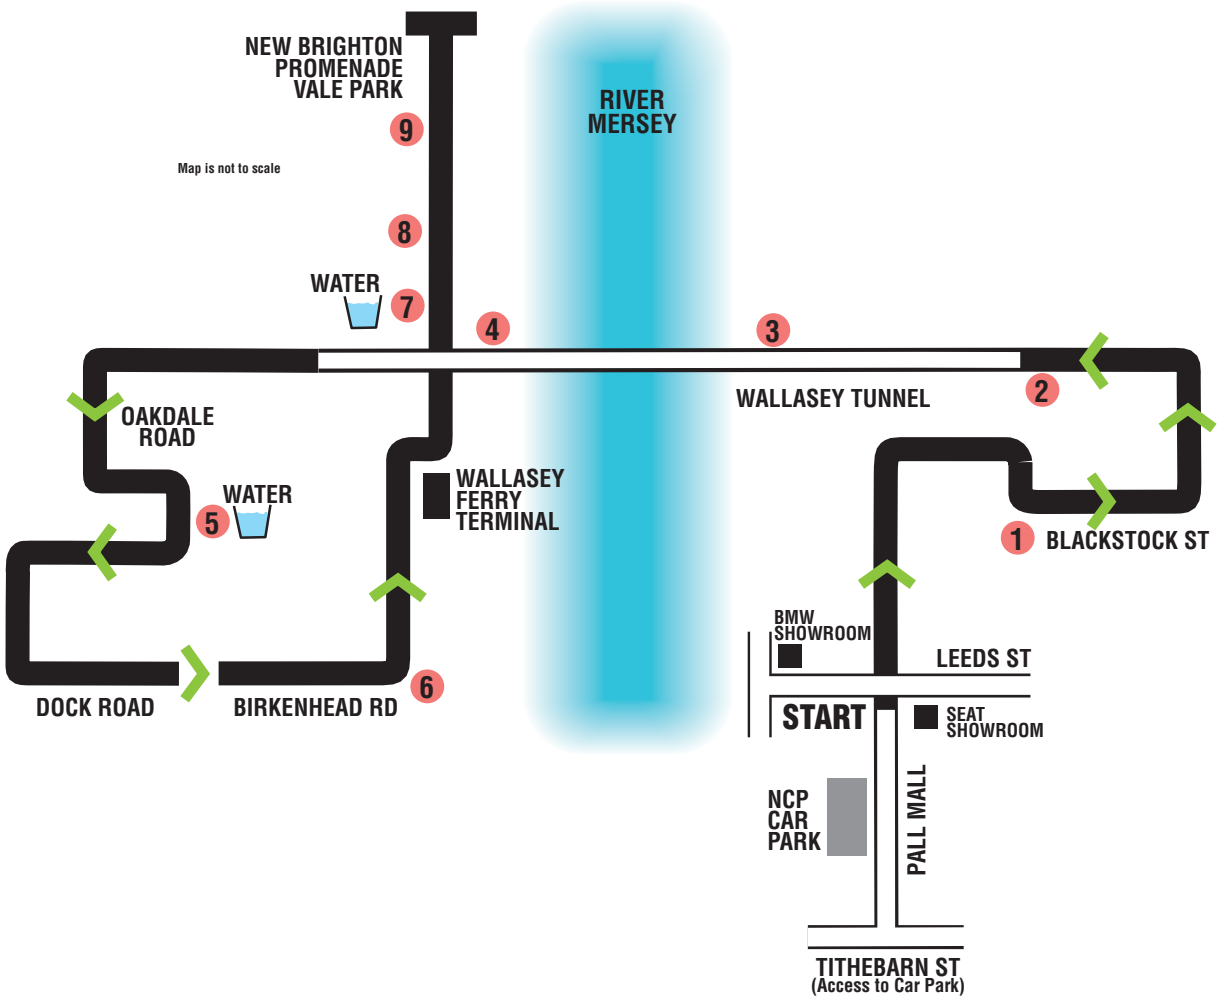 NEW BRIGHTON
PROMENADE
VALE PARK
RIVER
MERSEY
9
Map is not to scale
8
WATER
7
4
3
2
WALLASEY TUNNEL
OAKDALE
ROAD
WALLASEY
FERRY
TERMINAL
WATER
5
1
BLACKSTOCK ST
BMW
SHOWROOM
LEEDS ST
6
DOCK ROAD
BIRKENHEAD RD
START
SEAT
SHOWROOM
NCP
CAR
PARK
PALL MALL
TITHEBARN ST
(Access to Car Park)